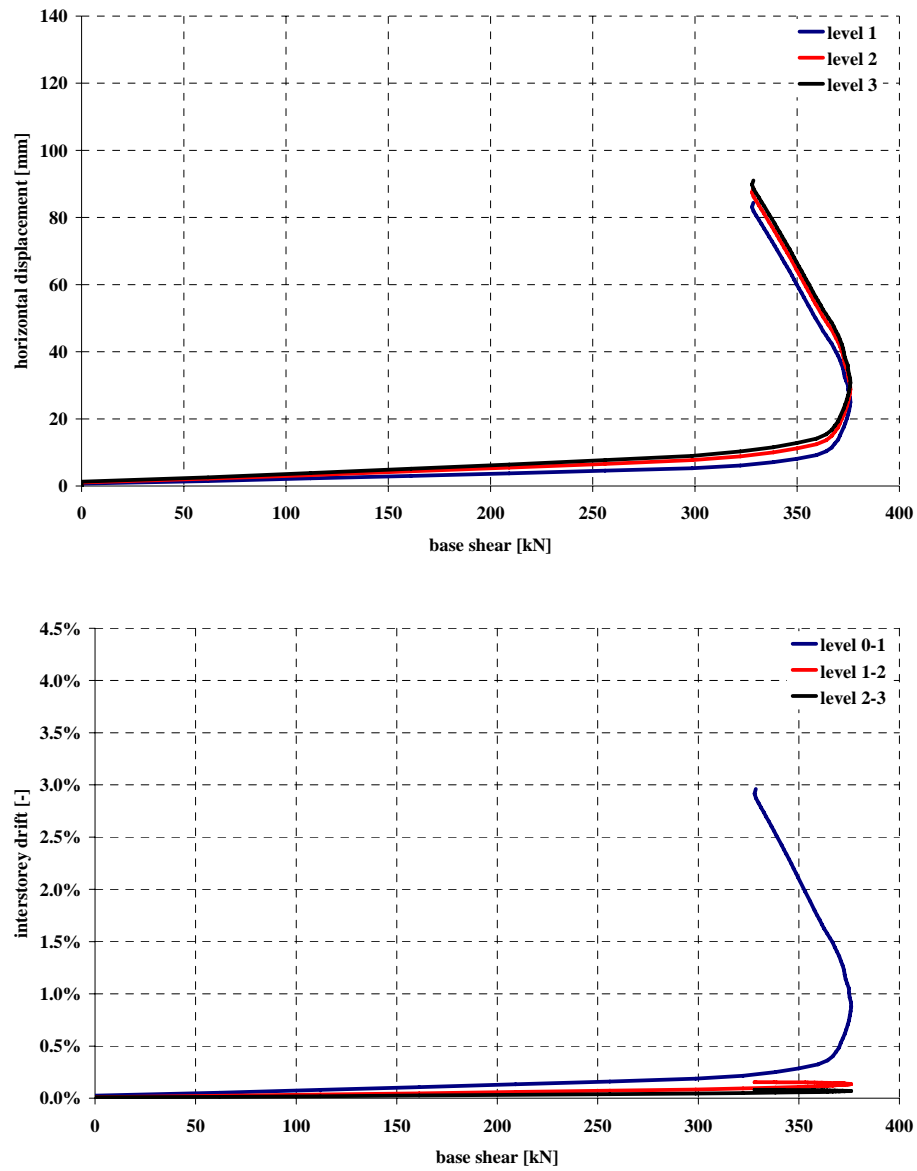 140
120
100
80
60
40
20
0
horizontal displacement [mm]
level 1
level 2
level 3
0 50 100 150 200 250 300 350 400
base shear [kN]
4.5%
4.0%
3.5%
3.0%
2.5%
2.0%
1.5%
1.0%
0.5%
0.0%
interstorey drift [-]
level 0-1
level 1-2
level 2-3
0 50 100 150 200 250 300 350 400
base shear [kN]